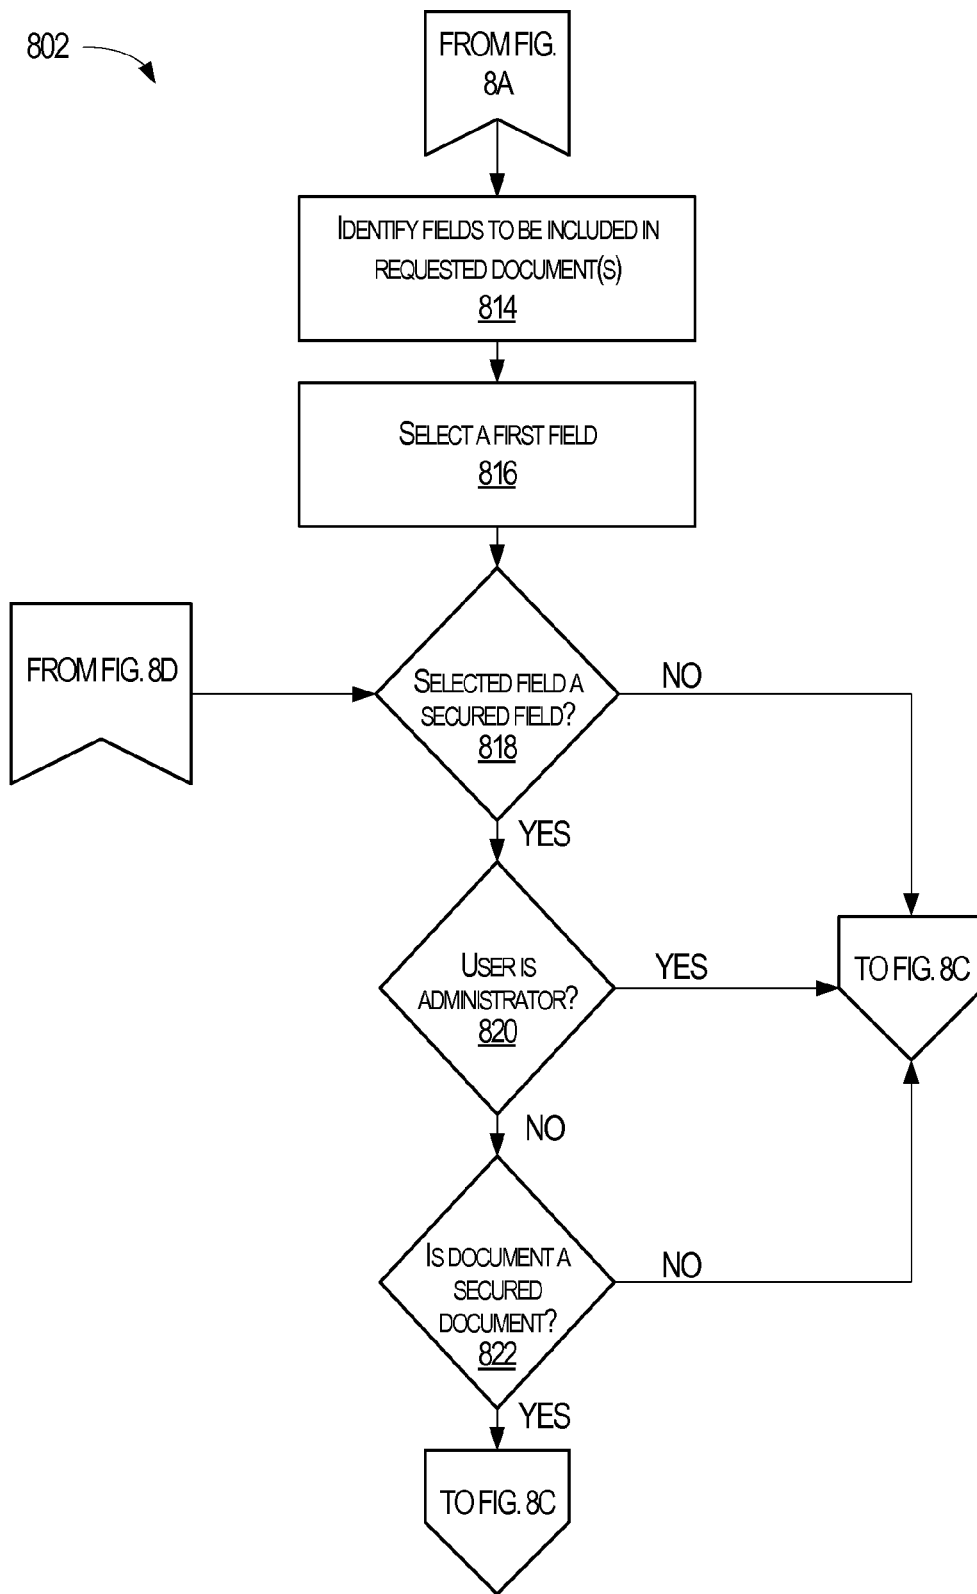 802
FROM FIG.
8A
IDENTIFY FIELDS TO BE INCLUDED IN
REQUESTED DOCUMENT(S)
814
SELECT A FIRST FIELD
816
FROM FIG. 8D
SELECTED FIELD A
SECURED FIELD?
818
NO
YES
USER IS
ADMINISTRATOR?
820
YES
TO FIG. 8C
NO
IS DOCUMENT A
SECURED
DOCUMENT?
822
NO
YES
TO FIG. 8C